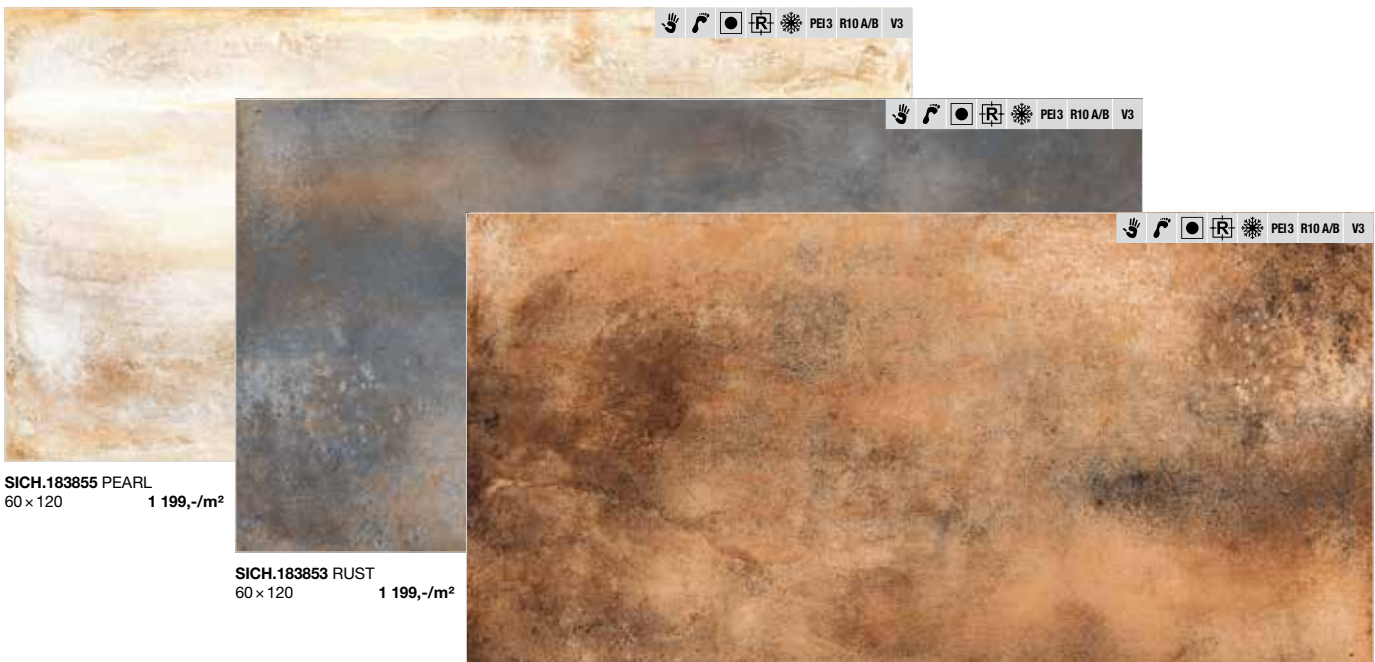 PEI3 R10 A/B V3
SICH.183855 PEARL
60 × 120 1 199,-/m²
PEI3 R10 A/B V3
SICH.183853 RUST
60 × 120 1 199,-/m²
PEI3 R10 A/B V3